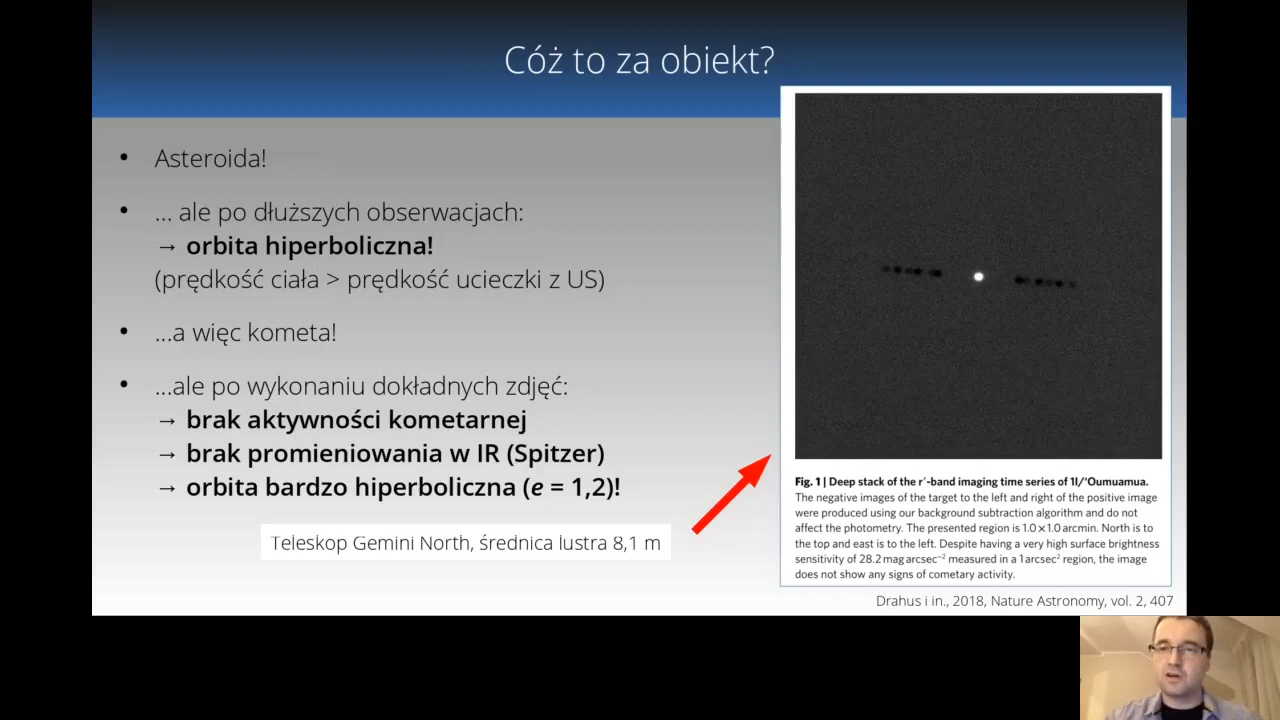 Cóż to za obiekt?
• Asteroida!
• ... ale po dłuższych obserwacjach:
→ orbita hiperboliczna!
(prędkość ciała > prędkość ucieczki z US)
• ...a więc kometa!
• ...ale po wykonaniu dokładnych zdjęć:
→ brak aktywności kometarnej
→ brak promieniowania w IR (Spitzer)
→ orbita bardzo hiperboliczna (e = 1,2)!
Teleskop Gemini North, średnica lustra 8,1 m
Fig. 1 | Deep stack of the r′-band imaging time series of 1I/‘Oumuamua.
The negative images of the target to the left and right of the positive image
were produced using our background subtraction algorithm and do not
affect the photometry. The presented region is 1.0 × 1.0 arcmin. North is to
the top and east is to the left. Despite having a very high surface brightness
sensitivity of 28.2 mag arcsec⁻² measured in a 1 arcsec² region, the image
does not show any signs of cometary activity.
Drahus i in., 2018, Nature Astronomy, vol. 2, 407